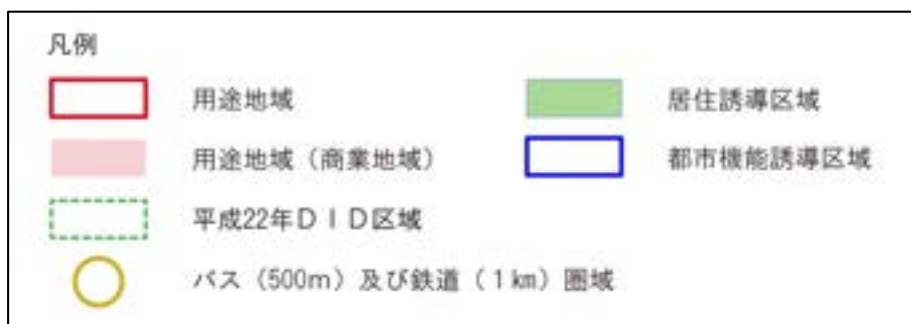 凡例
用途地域
居住誘導区域
用途地域（商業地域）
都市機能誘導区域
平成22年ＤＩＤ区域
バス（500m）及び鉄道（１㎞）圏域